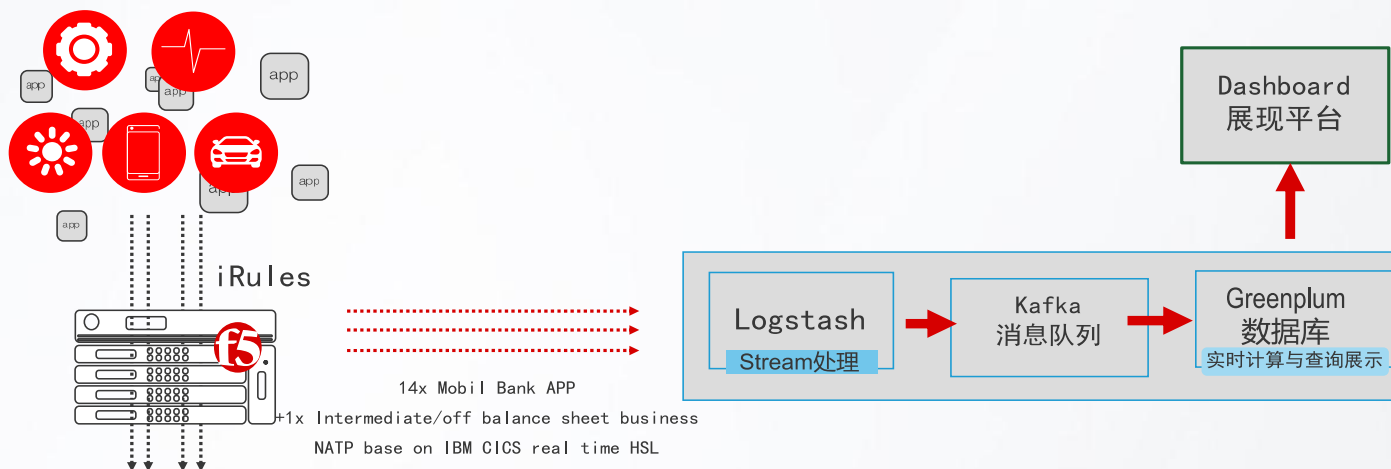 app
app
app
app
app
app
app
app
iRules
f5
14x Mobil Bank APP
+1x Intermediate/off balance sheet business
NATP base on IBM CICS real time HSL
Logstash
Stream处理
Kafka
消息队列
Greenplum
数据库
实时计算与查询展示
Dashboard
展现平台